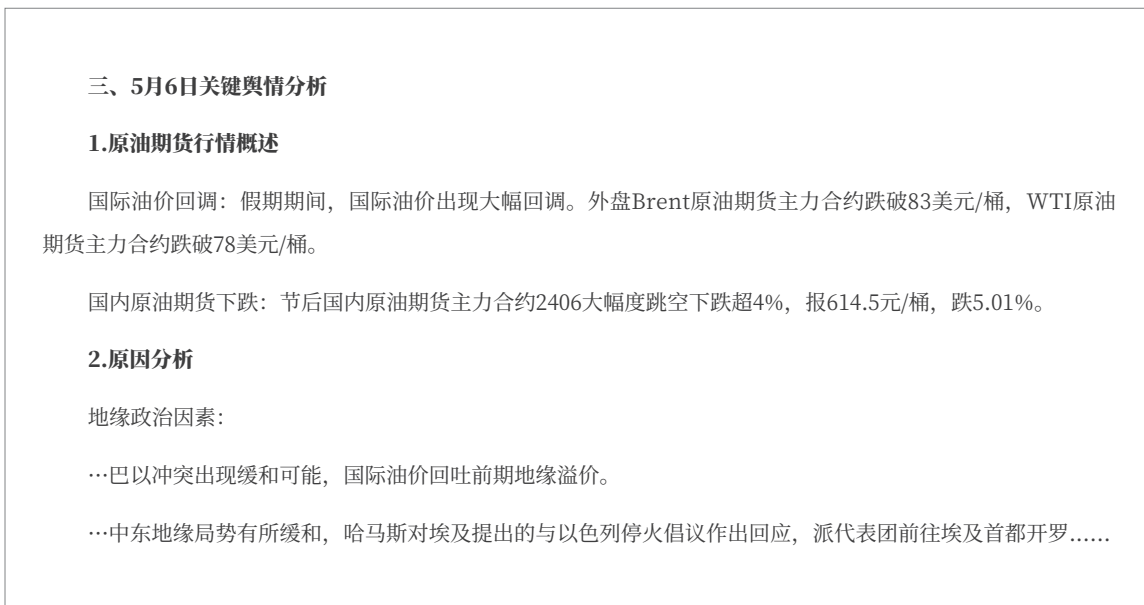 三、5月6日关键舆情分析
1.原油期货行情概述
国际油价回调：假期期间，国际油价出现大幅回调。外盘Brent原油期货主力合约跌破83美元/桶，WTI原油
期货主力合约跌破78美元/桶。
国内原油期货下跌：节后国内原油期货主力合约2406大幅度跳空下跌超4%，报614.5元/桶，跌5.01%。
2.原因分析
地缘政治因素：
…巴以冲突出现缓和可能，国际油价回吐前期地缘溢价。
…中东地缘局势有所缓和，哈马斯对埃及提出的与以色列停火倡议作出回应，派代表团前往埃及首都开罗......